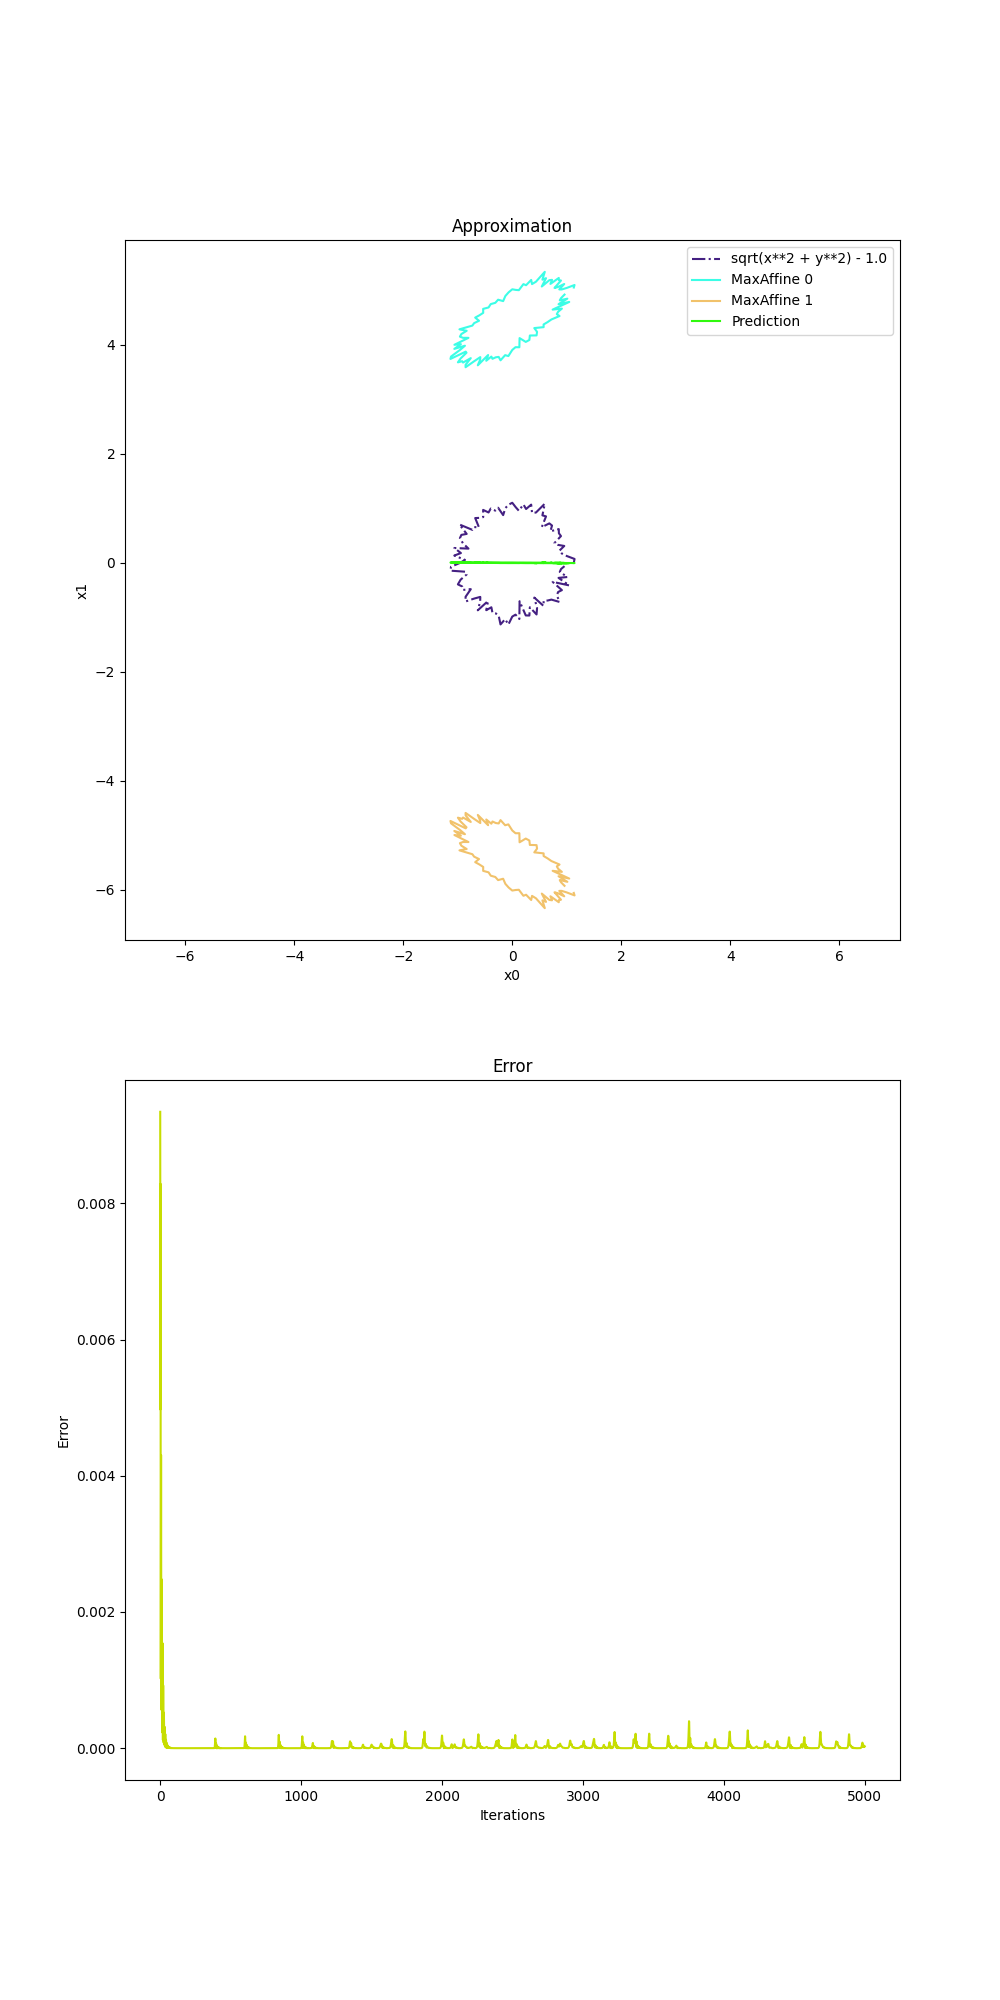 Approximation
sqrt(x**2 + y**2) - 1.0
MaxAffine 0
MaxAffine 1
Prediction
x1
4
2
0
−2
−4
−6
−6 −4 −2 0 2 4 6
x0
Error
Error
0.008
0.006
0.004
0.002
0.000
0 1000 2000 3000 4000 5000
Iterations